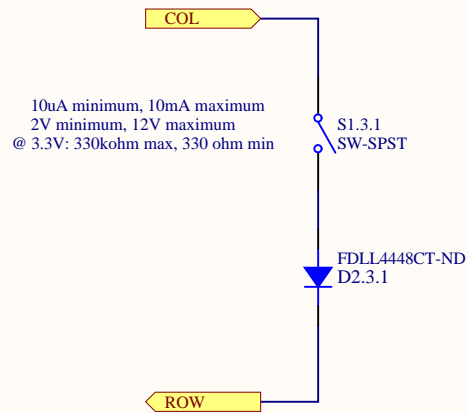 COL
10uA minimum, 10mA maximum
2V minimum, 12V maximum
@ 3.3V: 330kohm max, 330 ohm min
S1.3.1
SW-SPST
FDLL4448CT-ND
D2.3.1
ROW